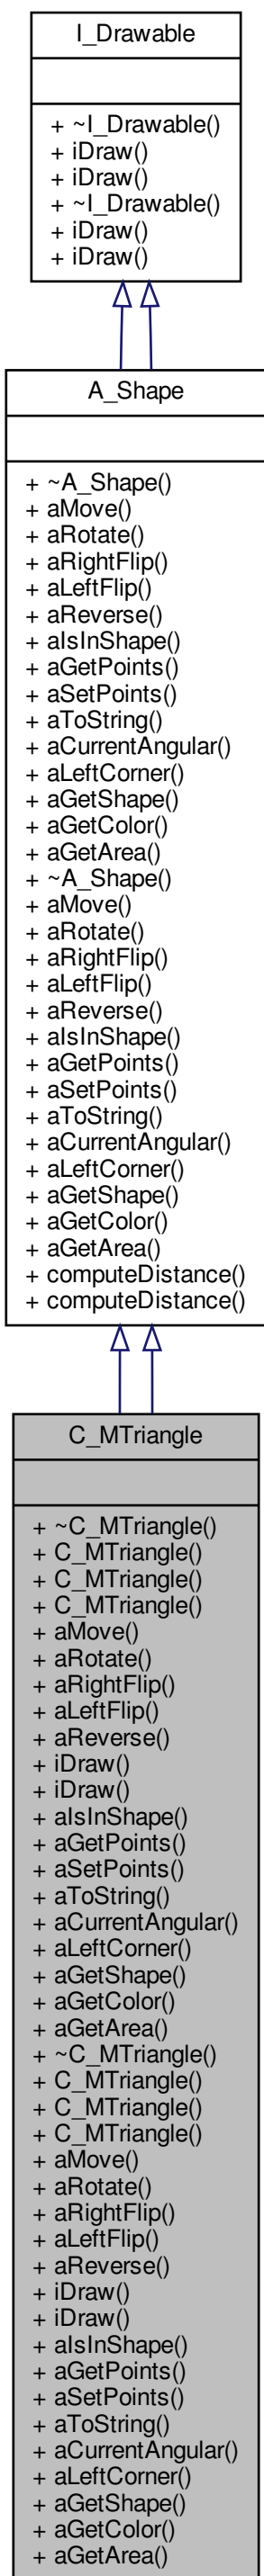 I_Drawable
+ ~I_Drawable()
+ iDraw()
+ iDraw()
+ ~I_Drawable()
+ iDraw()
+ iDraw()
A_Shape
+ ~A_Shape()
+ aMove()
+ aRotate()
+ aRightFlip()
+ aLeftFlip()
+ aReverse()
+ aIsInShape()
+ aGetPoints()
+ aSetPoints()
+ aToString()
+ aCurrentAngular()
+ aLeftCorner()
+ aGetShape()
+ aGetColor()
+ aGetArea()
+ ~A_Shape()
+ aMove()
+ aRotate()
+ aRightFlip()
+ aLeftFlip()
+ aReverse()
+ aIsInShape()
+ aGetPoints()
+ aSetPoints()
+ aToString()
+ aCurrentAngular()
+ aLeftCorner()
+ aGetShape()
+ aGetColor()
+ aGetArea()
+ computeDistance()
+ computeDistance()
C_MTriangle
+ ~C_MTriangle()
+ C_MTriangle()
+ C_MTriangle()
+ C_MTriangle()
+ aMove()
+ aRotate()
+ aRightFlip()
+ aLeftFlip()
+ aReverse()
+ iDraw()
+ iDraw()
+ aIsInShape()
+ aGetPoints()
+ aSetPoints()
+ aToString()
+ aCurrentAngular()
+ aLeftCorner()
+ aGetShape()
+ aGetColor()
+ aGetArea()
+ ~C_MTriangle()
+ C_MTriangle()
+ C_MTriangle()
+ C_MTriangle()
+ aMove()
+ aRotate()
+ aRightFlip()
+ aLeftFlip()
+ aReverse()
+ iDraw()
+ iDraw()
+ aIsInShape()
+ aGetPoints()
+ aSetPoints()
+ aToString()
+ aCurrentAngular()
+ aLeftCorner()
+ aGetShape()
+ aGetColor()
+ aGetArea()